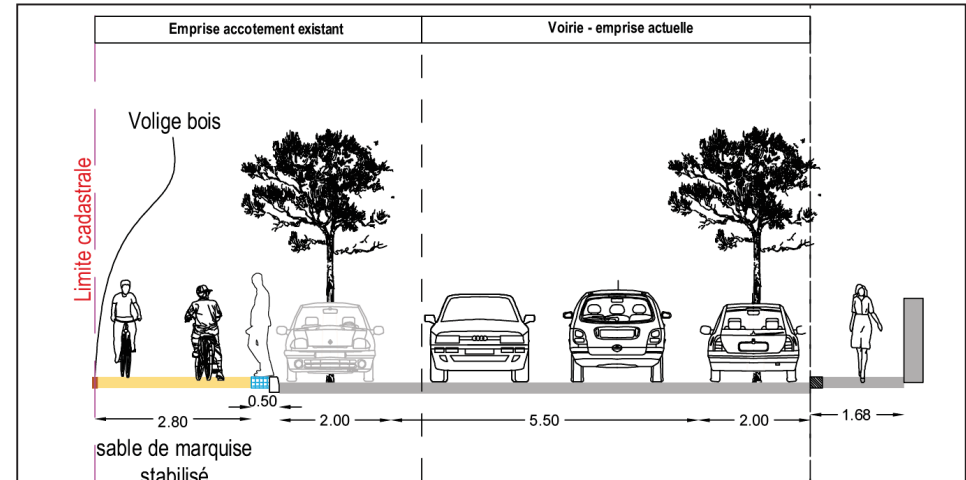 Emprise accotement existant
Voirie - emprise actuelle
Volige bois
Limite cadastrale
0.50
2.80
2.00
5.50
2.00
1.68
sable de marquise
stabilisé